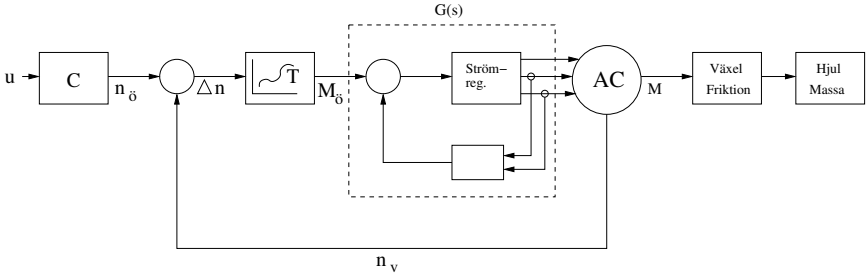 G(s)
u
C
n ö
△n
T
M ö
Ström-
reg.
AC
M
Växel
Friktion
Hjul
Massa
n v